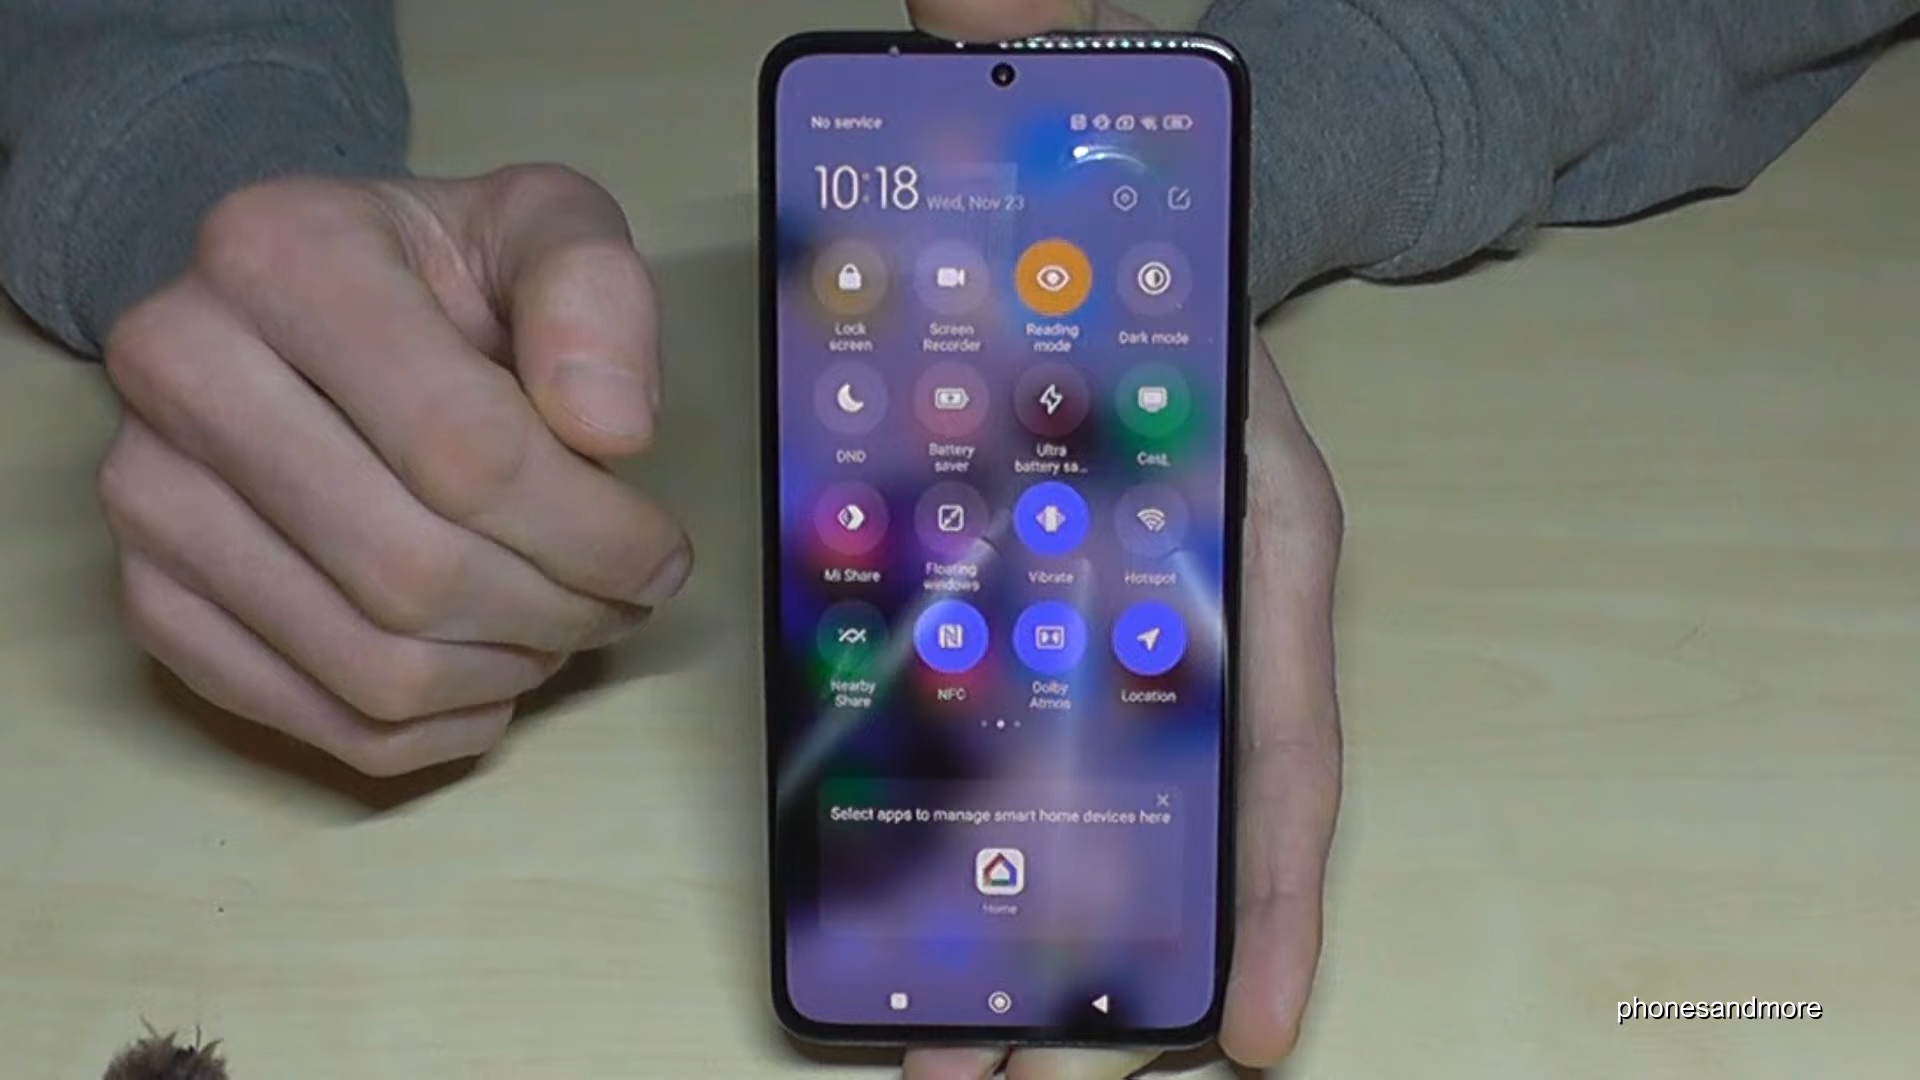 No service
10:18 Wed, Nov 23
Lock screen
Screen Recorder
Reading mode
Dark mode
DND
Battery saver
Ultra battery sa...
Cast
Mi Share
Floating windows
Vibrate
Hotspot
Nearby Share
NFC
Dolby Atmos
Location
Select apps to manage smart home devices here
Home
phonesandmore